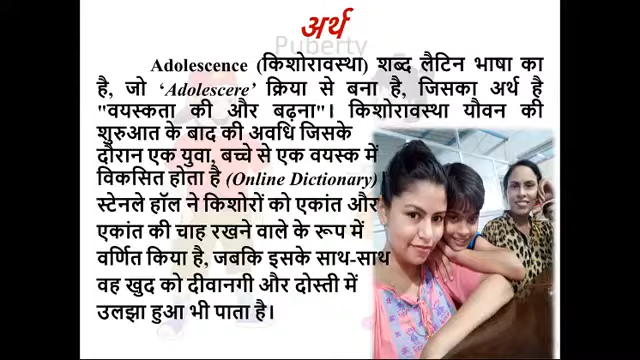 अर्थ
Puberty
Adolescence (किशोरावस्था) शब्द लैटिन भाषा का
है, जो ‘Adolescere’ क्रिया से बना है, जिसका अर्थ है
"वयस्कता की और बढ़ना"। किशोरावस्था यौवन की
शुरुआत के बाद की अवधि जिसके
दौरान एक युवा, बच्चे से एक वयस्क में
विकसित होता है (Online Dictionary)
स्टेनले हॉल ने किशोरों को एकांत और
एकांत की चाह रखने वाले के रूप में
वर्णित किया है, जबकि इसके साथ-साथ
वह खुद को दीवानगी और दोस्ती में
उलझा हुआ भी पाता है।